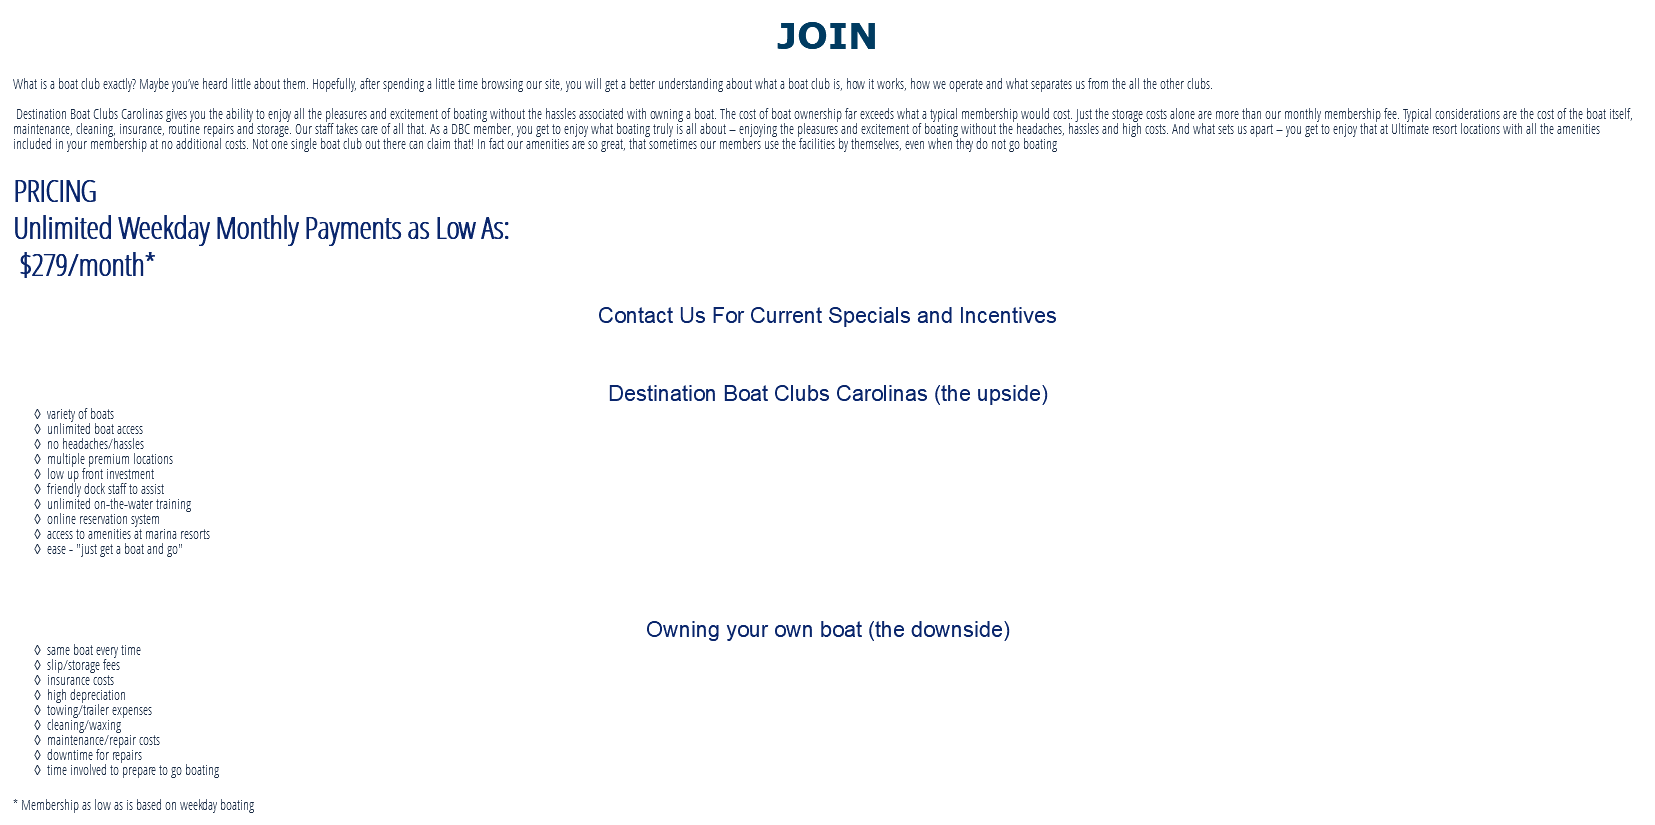 JOIN
What is a boat club exactly? Maybe you've heard little about them. Hopefully, after spending a little time browsing our site, you will get a better understanding about what a boat club is, how it works, how we operate and what separates us from the all the other clubs.
Destination Boat Clubs Carolinas gives you the ability to enjoy all the pleasures and excitement of boating without the hassles associated with owning a boat. The cost of boat ownership far exceeds what a typical membership would cost. Just the storage costs alone are more than our monthly membership fee. Typical considerations are the cost of the boat itself,
maintenance, cleaning, insurance, routine repairs and storage. Our staff takes care of all that. As a DBC member, you get to enjoy what boating truly is all about – enjoying the pleasures and excitement of boating without the headaches, hassles and high costs. And what sets us apart – you get to enjoy that at Ultimate resort locations with all the amenities
included in your membership at no additional costs. Not one single boat club out there can claim that! In fact our amenities are so great, that sometimes our members use the facilities by themselves, even when they do not go boating
PRICING
Unlimited Weekday Monthly Payments as Low As:
$279/month*
Contact Us For Current Specials and Incentives
Destination Boat Clubs Carolinas (the upside)
◊ variety of boats
◊ unlimited boat access
◊ no headaches/hassles
◊ multiple premium locations
◊ low up front investment
◊ friendly dock staff to assist
◊ unlimited on-the-water training
◊ online reservation system
◊ access to amenities at marina resorts
◊ ease - "just get a boat and go"
Owning your own boat (the downside)
◊ same boat every time
◊ slip/storage fees
◊ insurance costs
◊ high depreciation
◊ towing/trailer expenses
◊ cleaning/waxing
◊ maintenance/repair costs
◊ downtime for repairs
◊ time involved to prepare to go boating
* Membership as low as is based on weekday boating